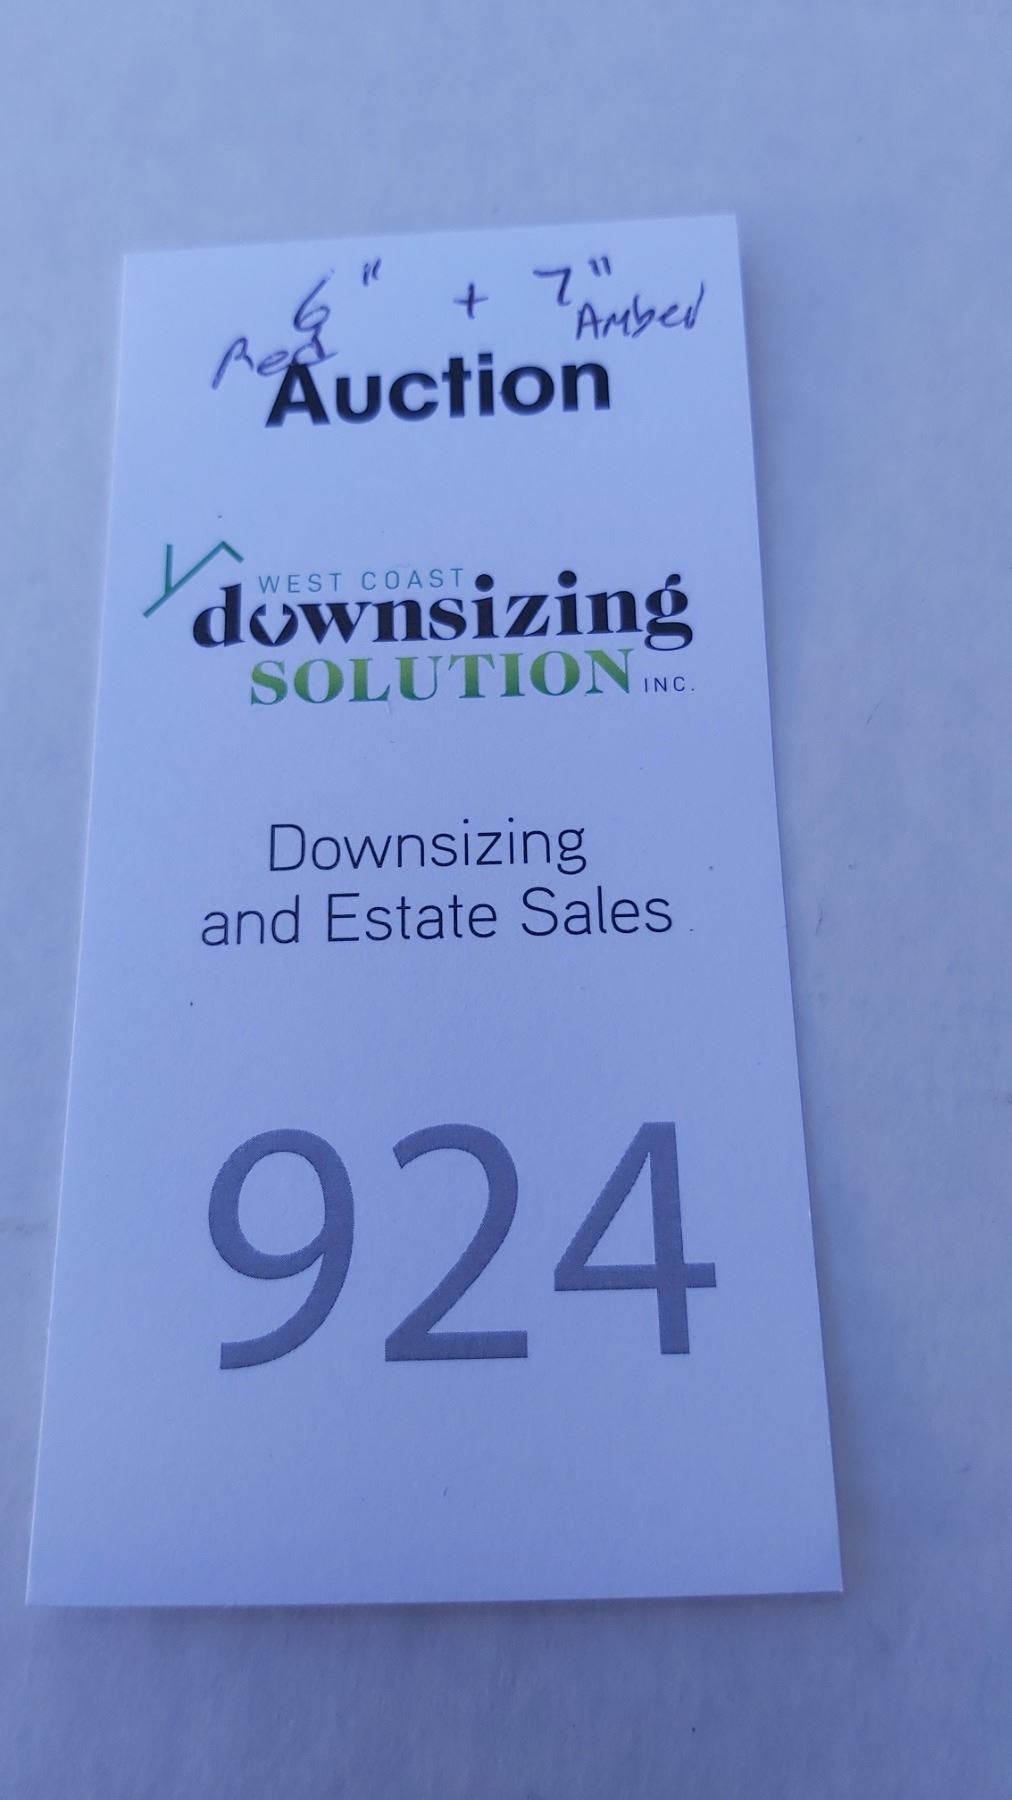 6" + 7"
Red Amber
Auction
WEST COAST
downsizing
SOLUTION INC.
Downsizing
and Estate Sales
924